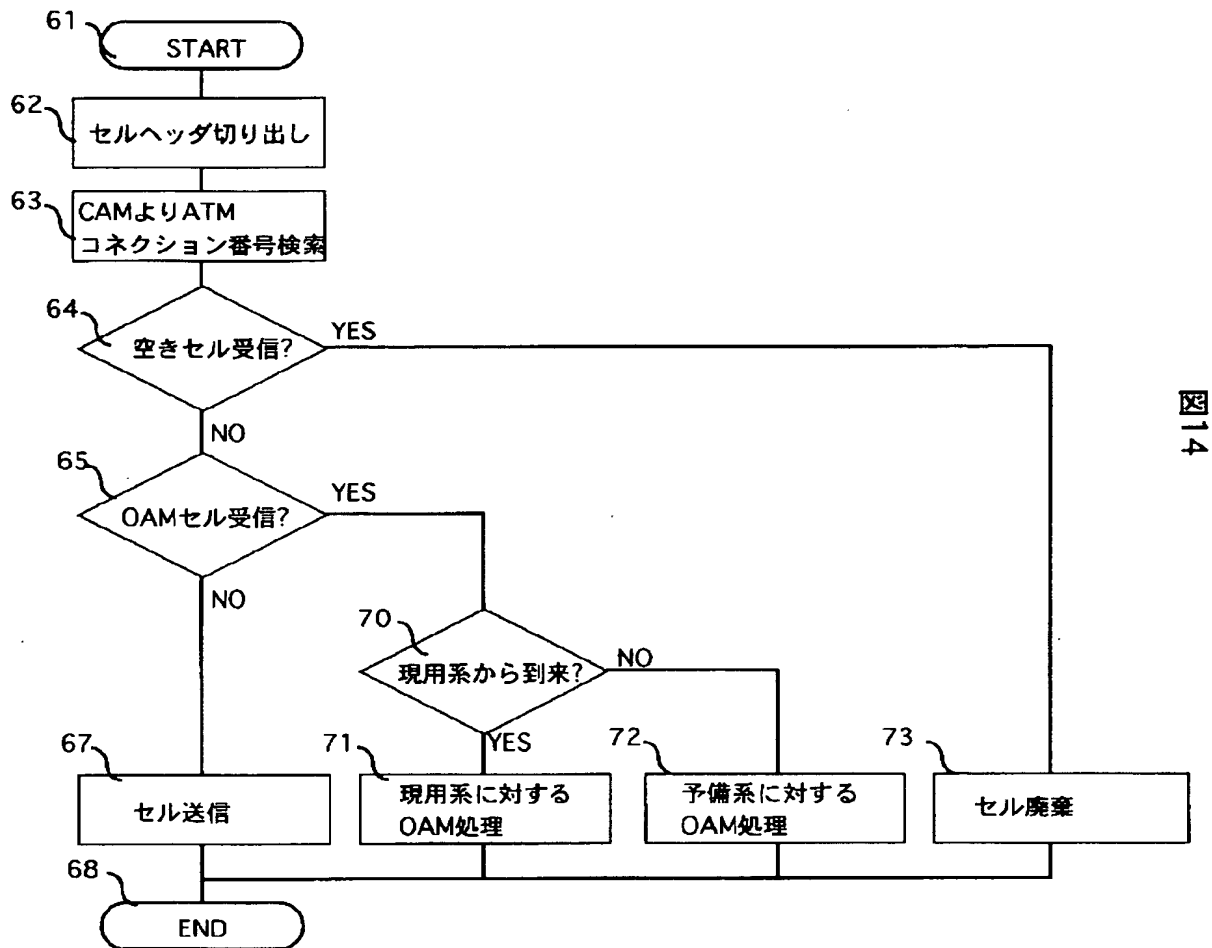 61
START
62
セルヘッダ切り出し
63
CAMよりATM
コネクション番号検索
64
空きセル受信?
YES
NO
65
OAMセル受信?
YES
NO
70
現用系から到来?
NO
YES
67
セル送信
71
現用系に対する
OAM処理
72
予備系に対する
OAM処理
73
セル廃棄
68
END
図14